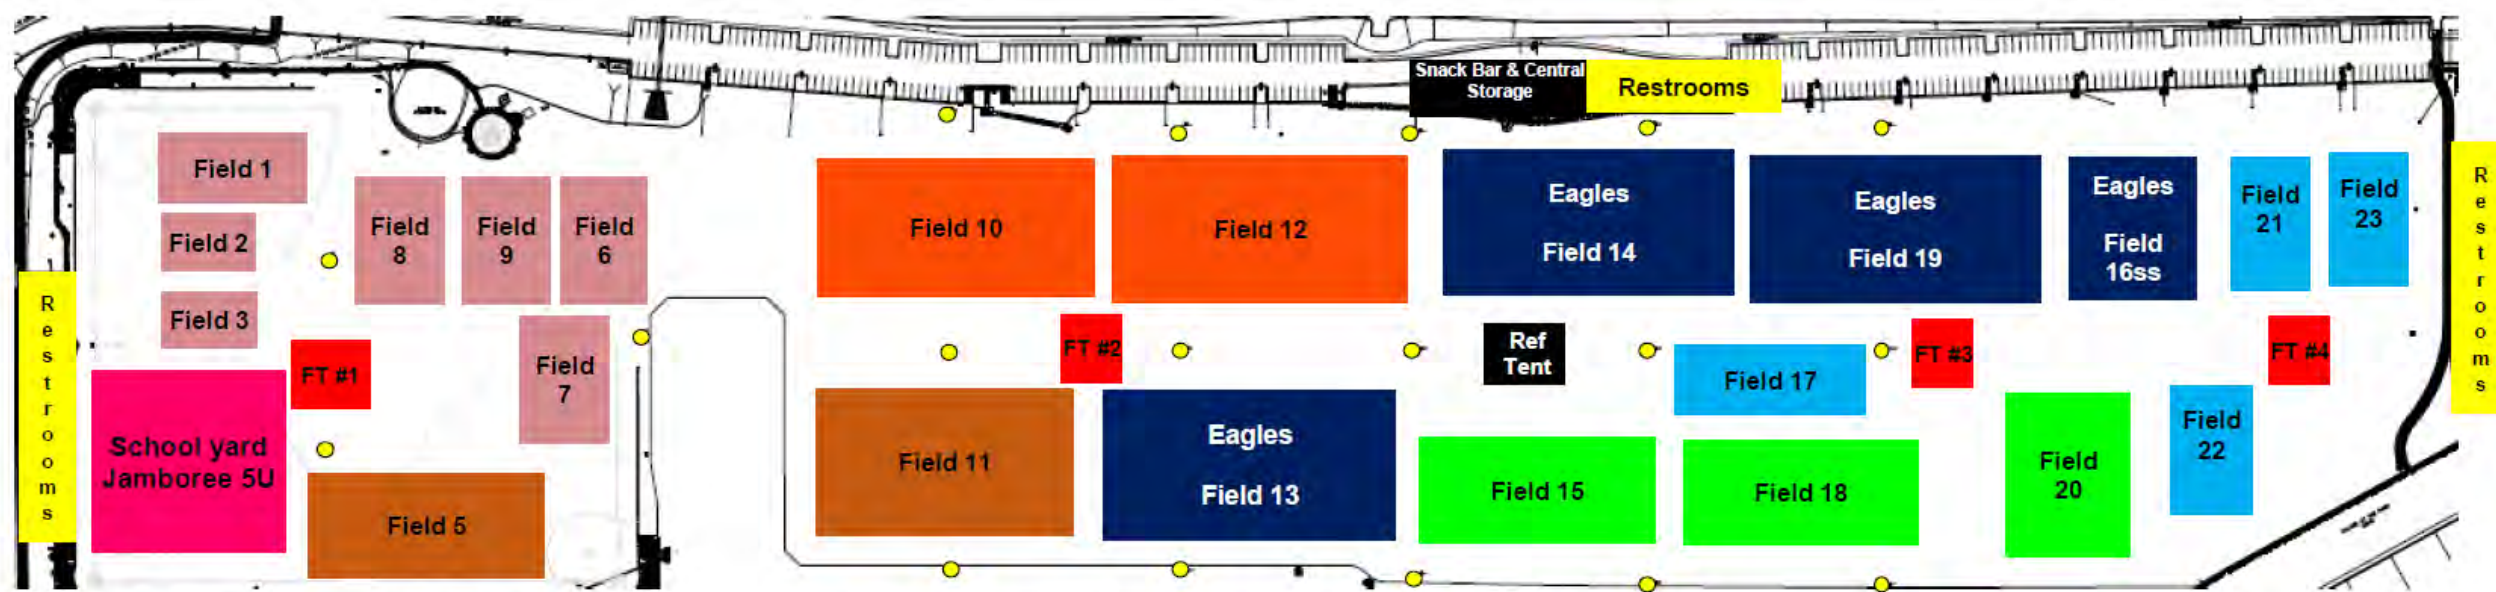 Snack Bar & Central
Storage
Restrooms
Field 1
Field 2
Field 3
Field
8
Field
9
Field
6
Field
7
FT #1
Restrooms
School yard
Jamboree 5U
Field 5
Field 10
Field 12
Eagles
Field 14
Eagles
Field 19
Eagles
Field
16ss
Field
21
Field
23
Restrooms
FT #2
Ref
Tent
Field 17
FT #3
FT #4
Field 11
Eagles
Field 13
Field 15
Field 18
Field
20
Field
22